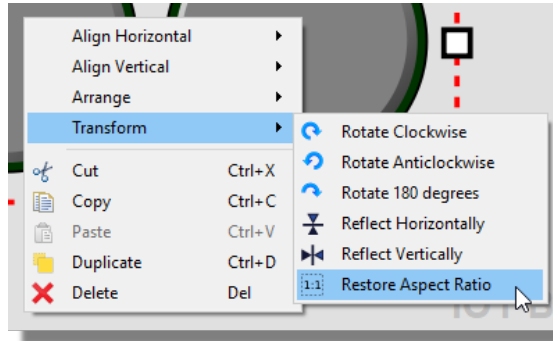 Align Horizontal
Align Vertical
Arrange
Transform
Cut Ctrl+X
Copy Ctrl+C
Paste Ctrl+V
Duplicate Ctrl+D
Delete Del
Rotate Clockwise
Rotate Anticlockwise
Rotate 180 degrees
Reflect Horizontally
Reflect Vertically
1:1 Restore Aspect Ratio